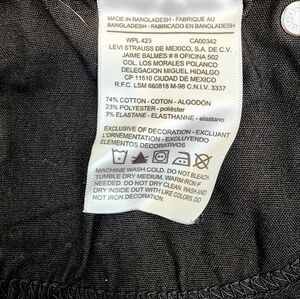 MADE IN BANGLADESH - FABRIQUE AU
BANGLADESH - FABRICADO EN BANGLADESH
WPL 423 CA00342
LEVI STRAUSS DE MEXICO, S.A. DE C.V.
JAIME BALMES # 8 OFICINA 502
COL. LOS MORALES POLANCO
DELEGACION MIGUEL HIDALGO
CP 11510 CIUDAD DE MEXICO
R.F.C. LSM 660818 M-98 C.N.I.V. 3337
74% COTTON - COTON - ALGODÓN
23% POLYESTER - poliéster
3% ELASTANE - ÉLASTHANNE - elastano
EXCLUSIVE OF DECORATION - EXCLUANT
L'ORNEMENTATION - EXCLUYENDO
ELEMENTOS DECORATIVOS
MACHINE WASH COLD. DO NOT BLEACH.
TUMBLE DRY MEDIUM. WARM IRON IF
NEEDED. DO NOT DRY CLEAN. WASH AND
DRY INSIDE OUT WITH LIKE COLORS. DO
NOT IRON DECORATION